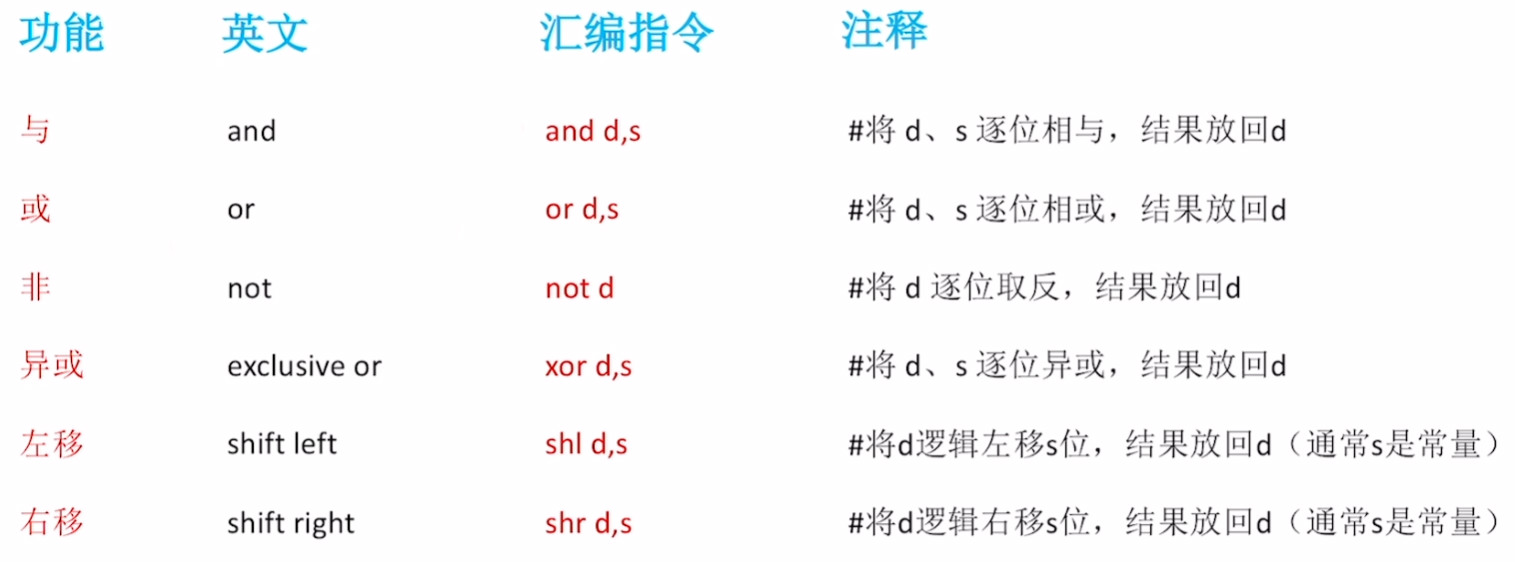 功能 英文 汇编指令 注释
与 and and d,s #将 d、s 逐位相与，结果放回d
或 or or d,s #将 d、s 逐位相或，结果放回d
非 not not d #将 d 逐位取反，结果放回d
异或 exclusive or xor d,s #将 d、s 逐位异或，结果放回d
左移 shift left shl d,s #将d逻辑左移s位，结果放回d（通常s是常量）
右移 shift right shr d,s #将d逻辑右移s位，结果放回d（通常s是常量）